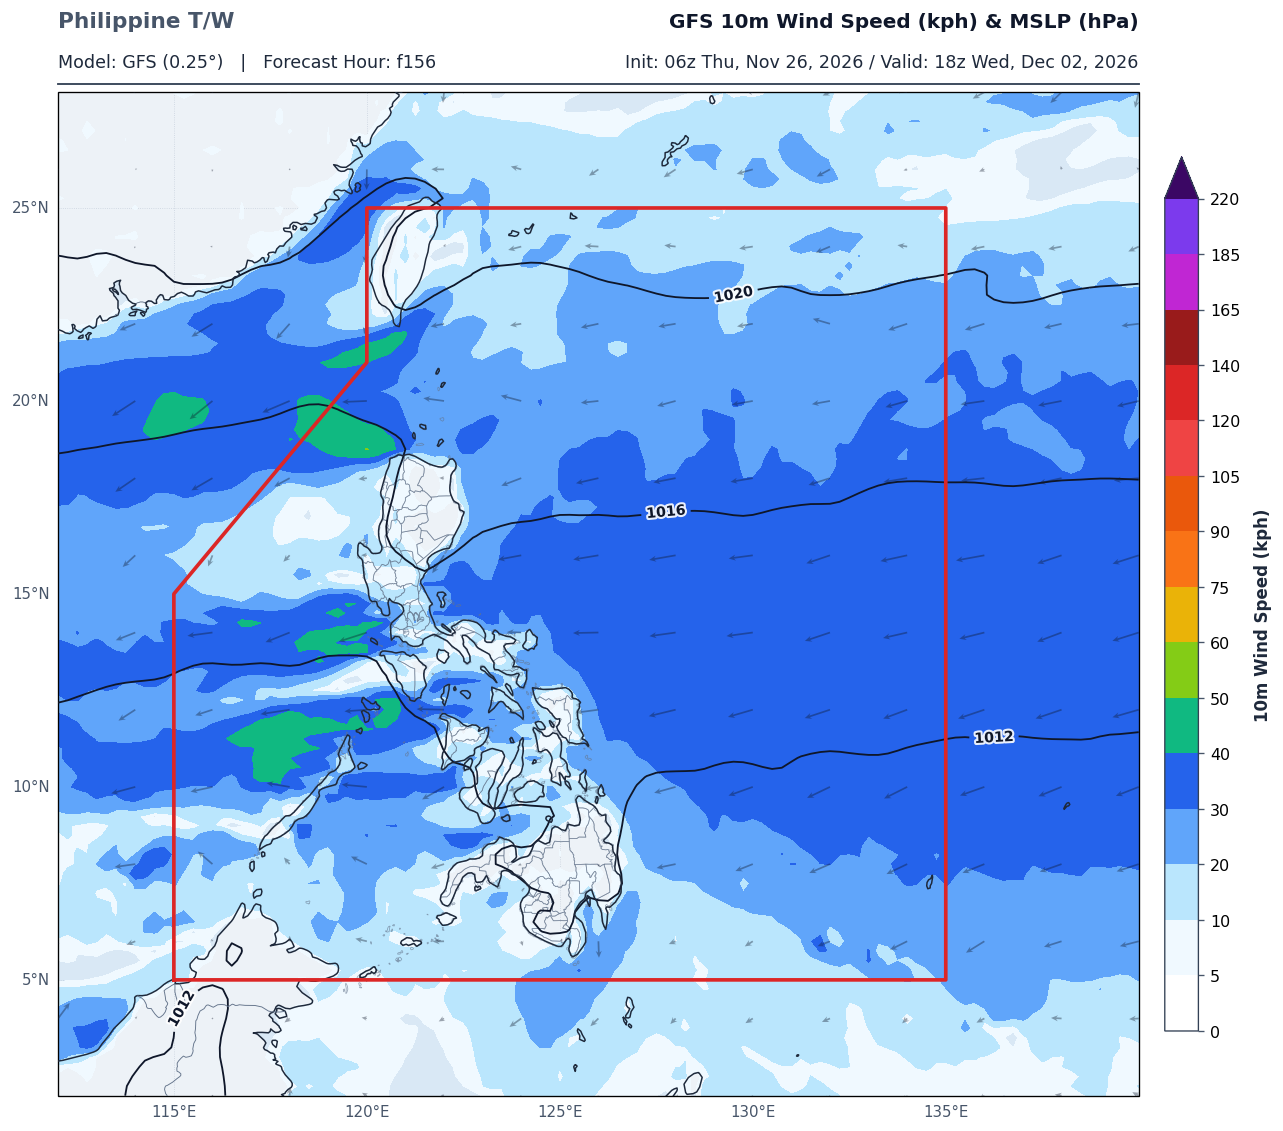 Philippine T/W
GFS 10m Wind Speed (kph) & MSLP (hPa)
Model: GFS (0.25°) | Forecast Hour: f156
Init: 06z Thu, Nov 26, 2026 / Valid: 18z Wed, Dec 02, 2026
25°N
20°N
15°N
10°N
5°N
115°E
120°E
125°E
130°E
135°E
1020
1016
1012
1012
220
185
165
140
120
105
90
75
60
50
40
30
20
10
5
0
10m Wind Speed (kph)